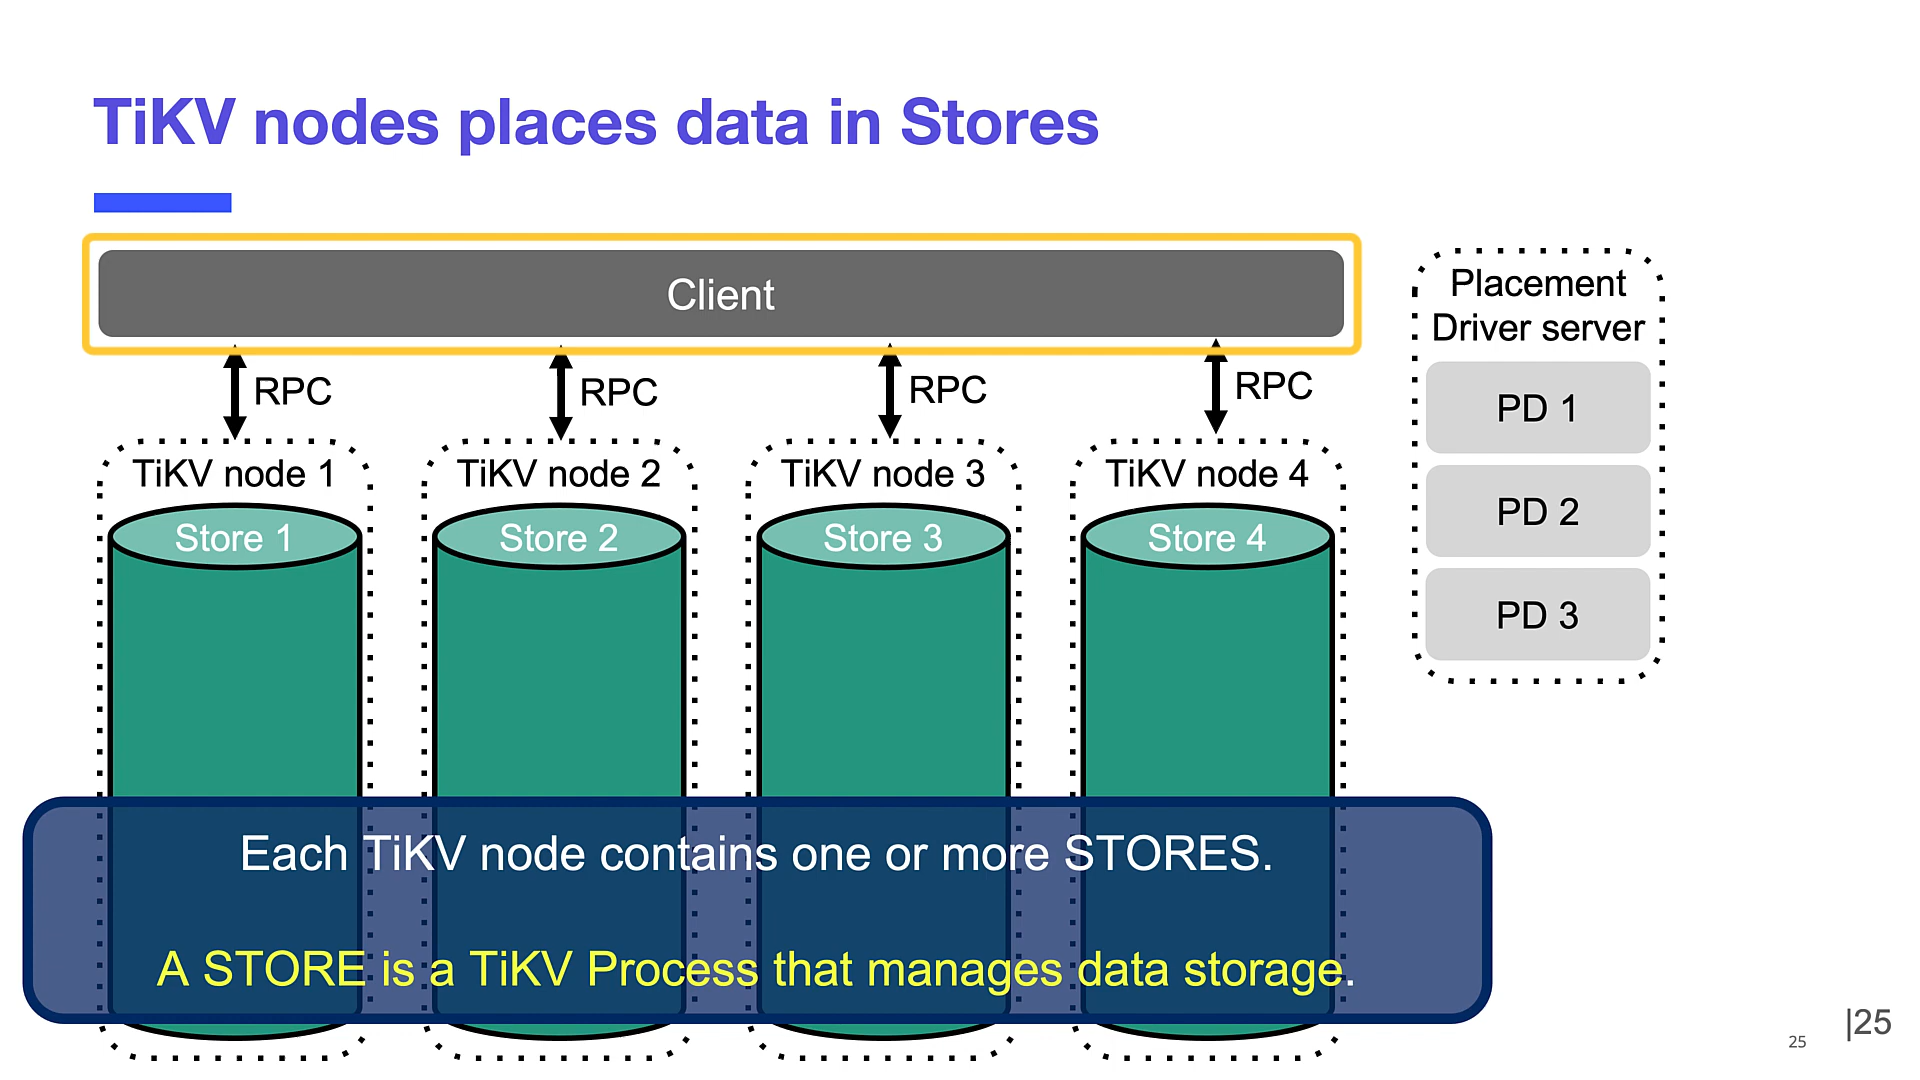 TiKV nodes places data in Stores
Client
RPC
RPC
RPC
RPC
TiKV node 1
TiKV node 2
TiKV node 3
TiKV node 4
Store 1
Store 2
Store 3
Store 4
Placement
Driver server
PD 1
PD 2
PD 3
Each TiKV node contains one or more STORES.
A STORE is a TiKV Process that manages data storage.
25
|25